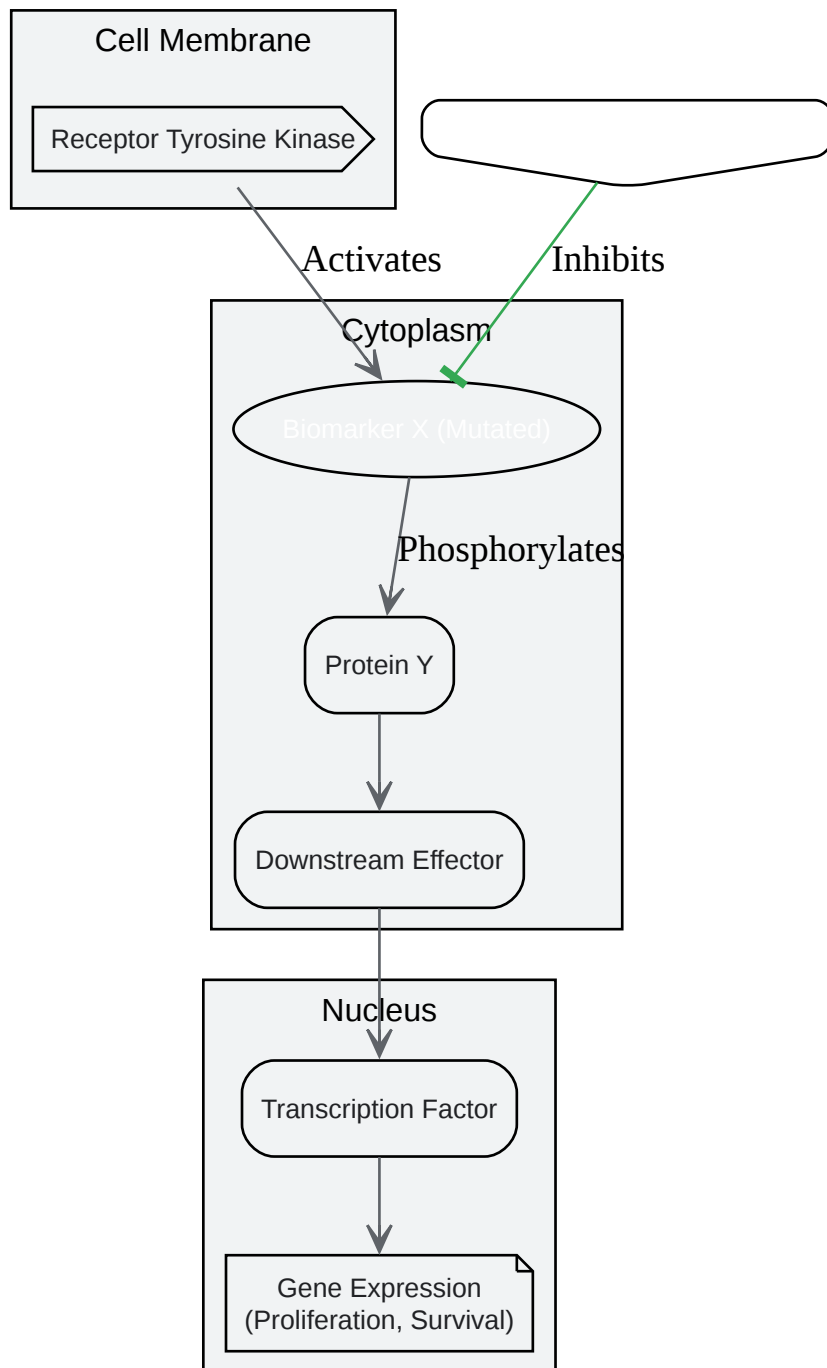 Cell Membrane
Receptor Tyrosine Kinase
Activates
Inhibits
Cytoplasm
Biomarker X (Mutated)
Phosphorylates
Protein Y
Downstream Effector
Nucleus
Transcription Factor
Gene Expression
(Proliferation, Survival)